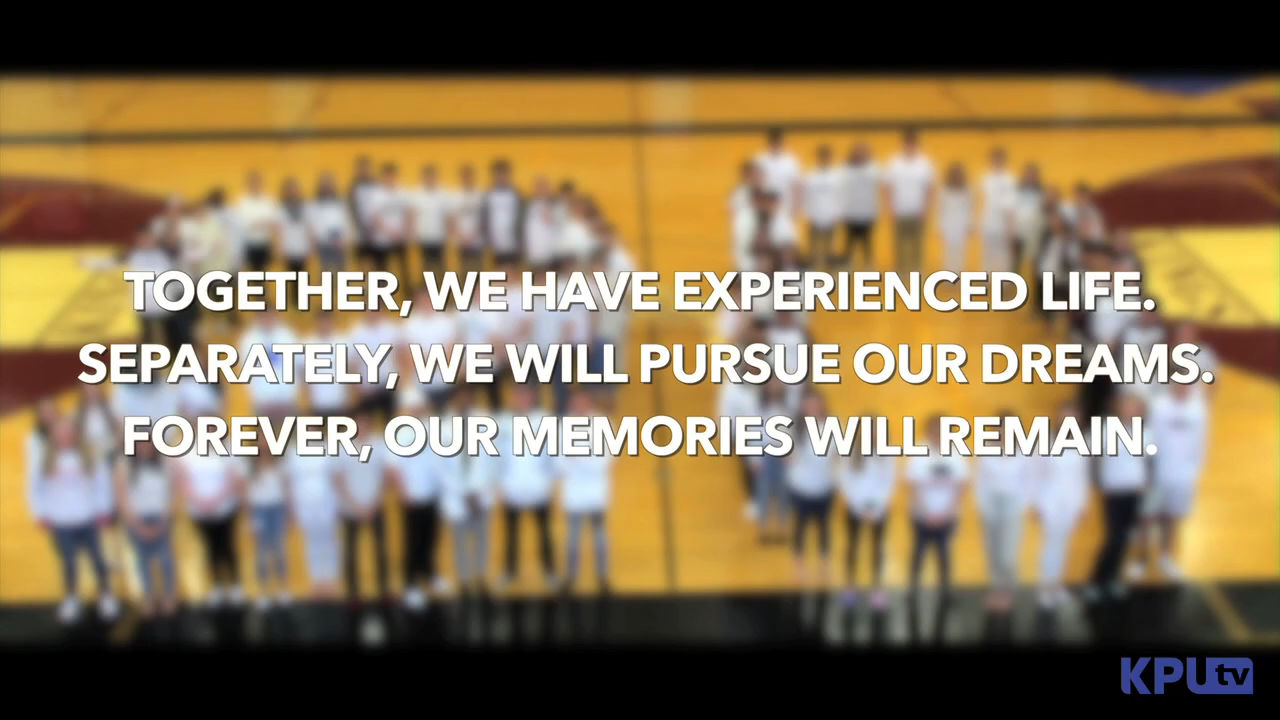 TOGETHER, WE HAVE EXPERIENCED LIFE.
SEPARATELY, WE WILL PURSUE OUR DREAMS.
FOREVER, OUR MEMORIES WILL REMAIN.
KPUtv